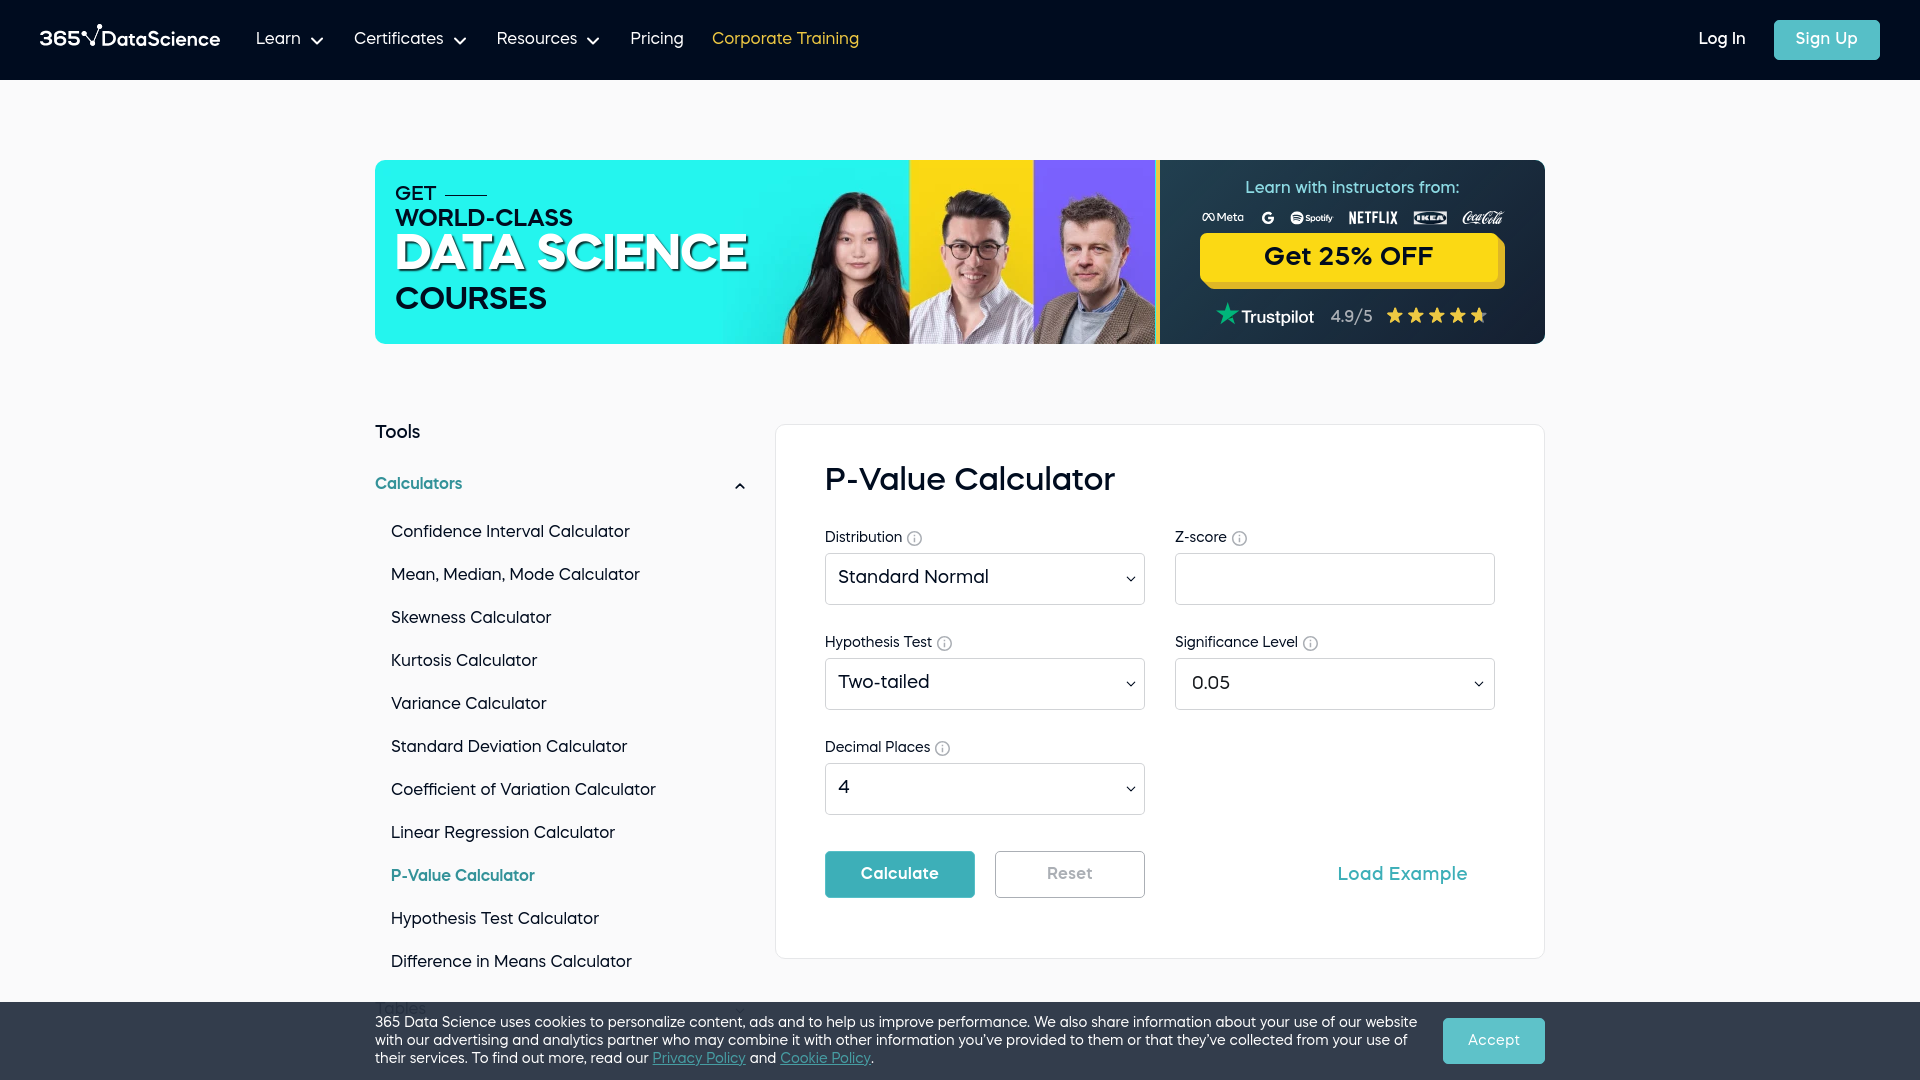 365 DataScience
Learn
Certificates
Resources
Pricing
Corporate Training
Log In
Sign Up
GET
WORLD-CLASS
DATA SCIENCE
COURSES
Learn with instructors from:
Meta G Spotify NETFLIX IKEA Coca-Cola
Get 25% OFF
Trustpilot 4.9/5
Tools
Calculators
Confidence Interval Calculator
Mean, Median, Mode Calculator
Skewness Calculator
Kurtosis Calculator
Variance Calculator
Standard Deviation Calculator
Coefficient of Variation Calculator
Linear Regression Calculator
P-Value Calculator
Hypothesis Test Calculator
Difference in Means Calculator
Tables
P-Value Calculator
Distribution
Standard Normal
Z-score
Hypothesis Test
Two-tailed
Significance Level
0.05
Decimal Places
4
Calculate
Reset
Load Example
365 Data Science uses cookies to personalize content, ads and to help us improve performance. We also share information about your use of our website
with our advertising and analytics partner who may combine it with other information you've provided to them or that they've collected from your use of
their services. To find out more, read our Privacy Policy and Cookie Policy.
Accept